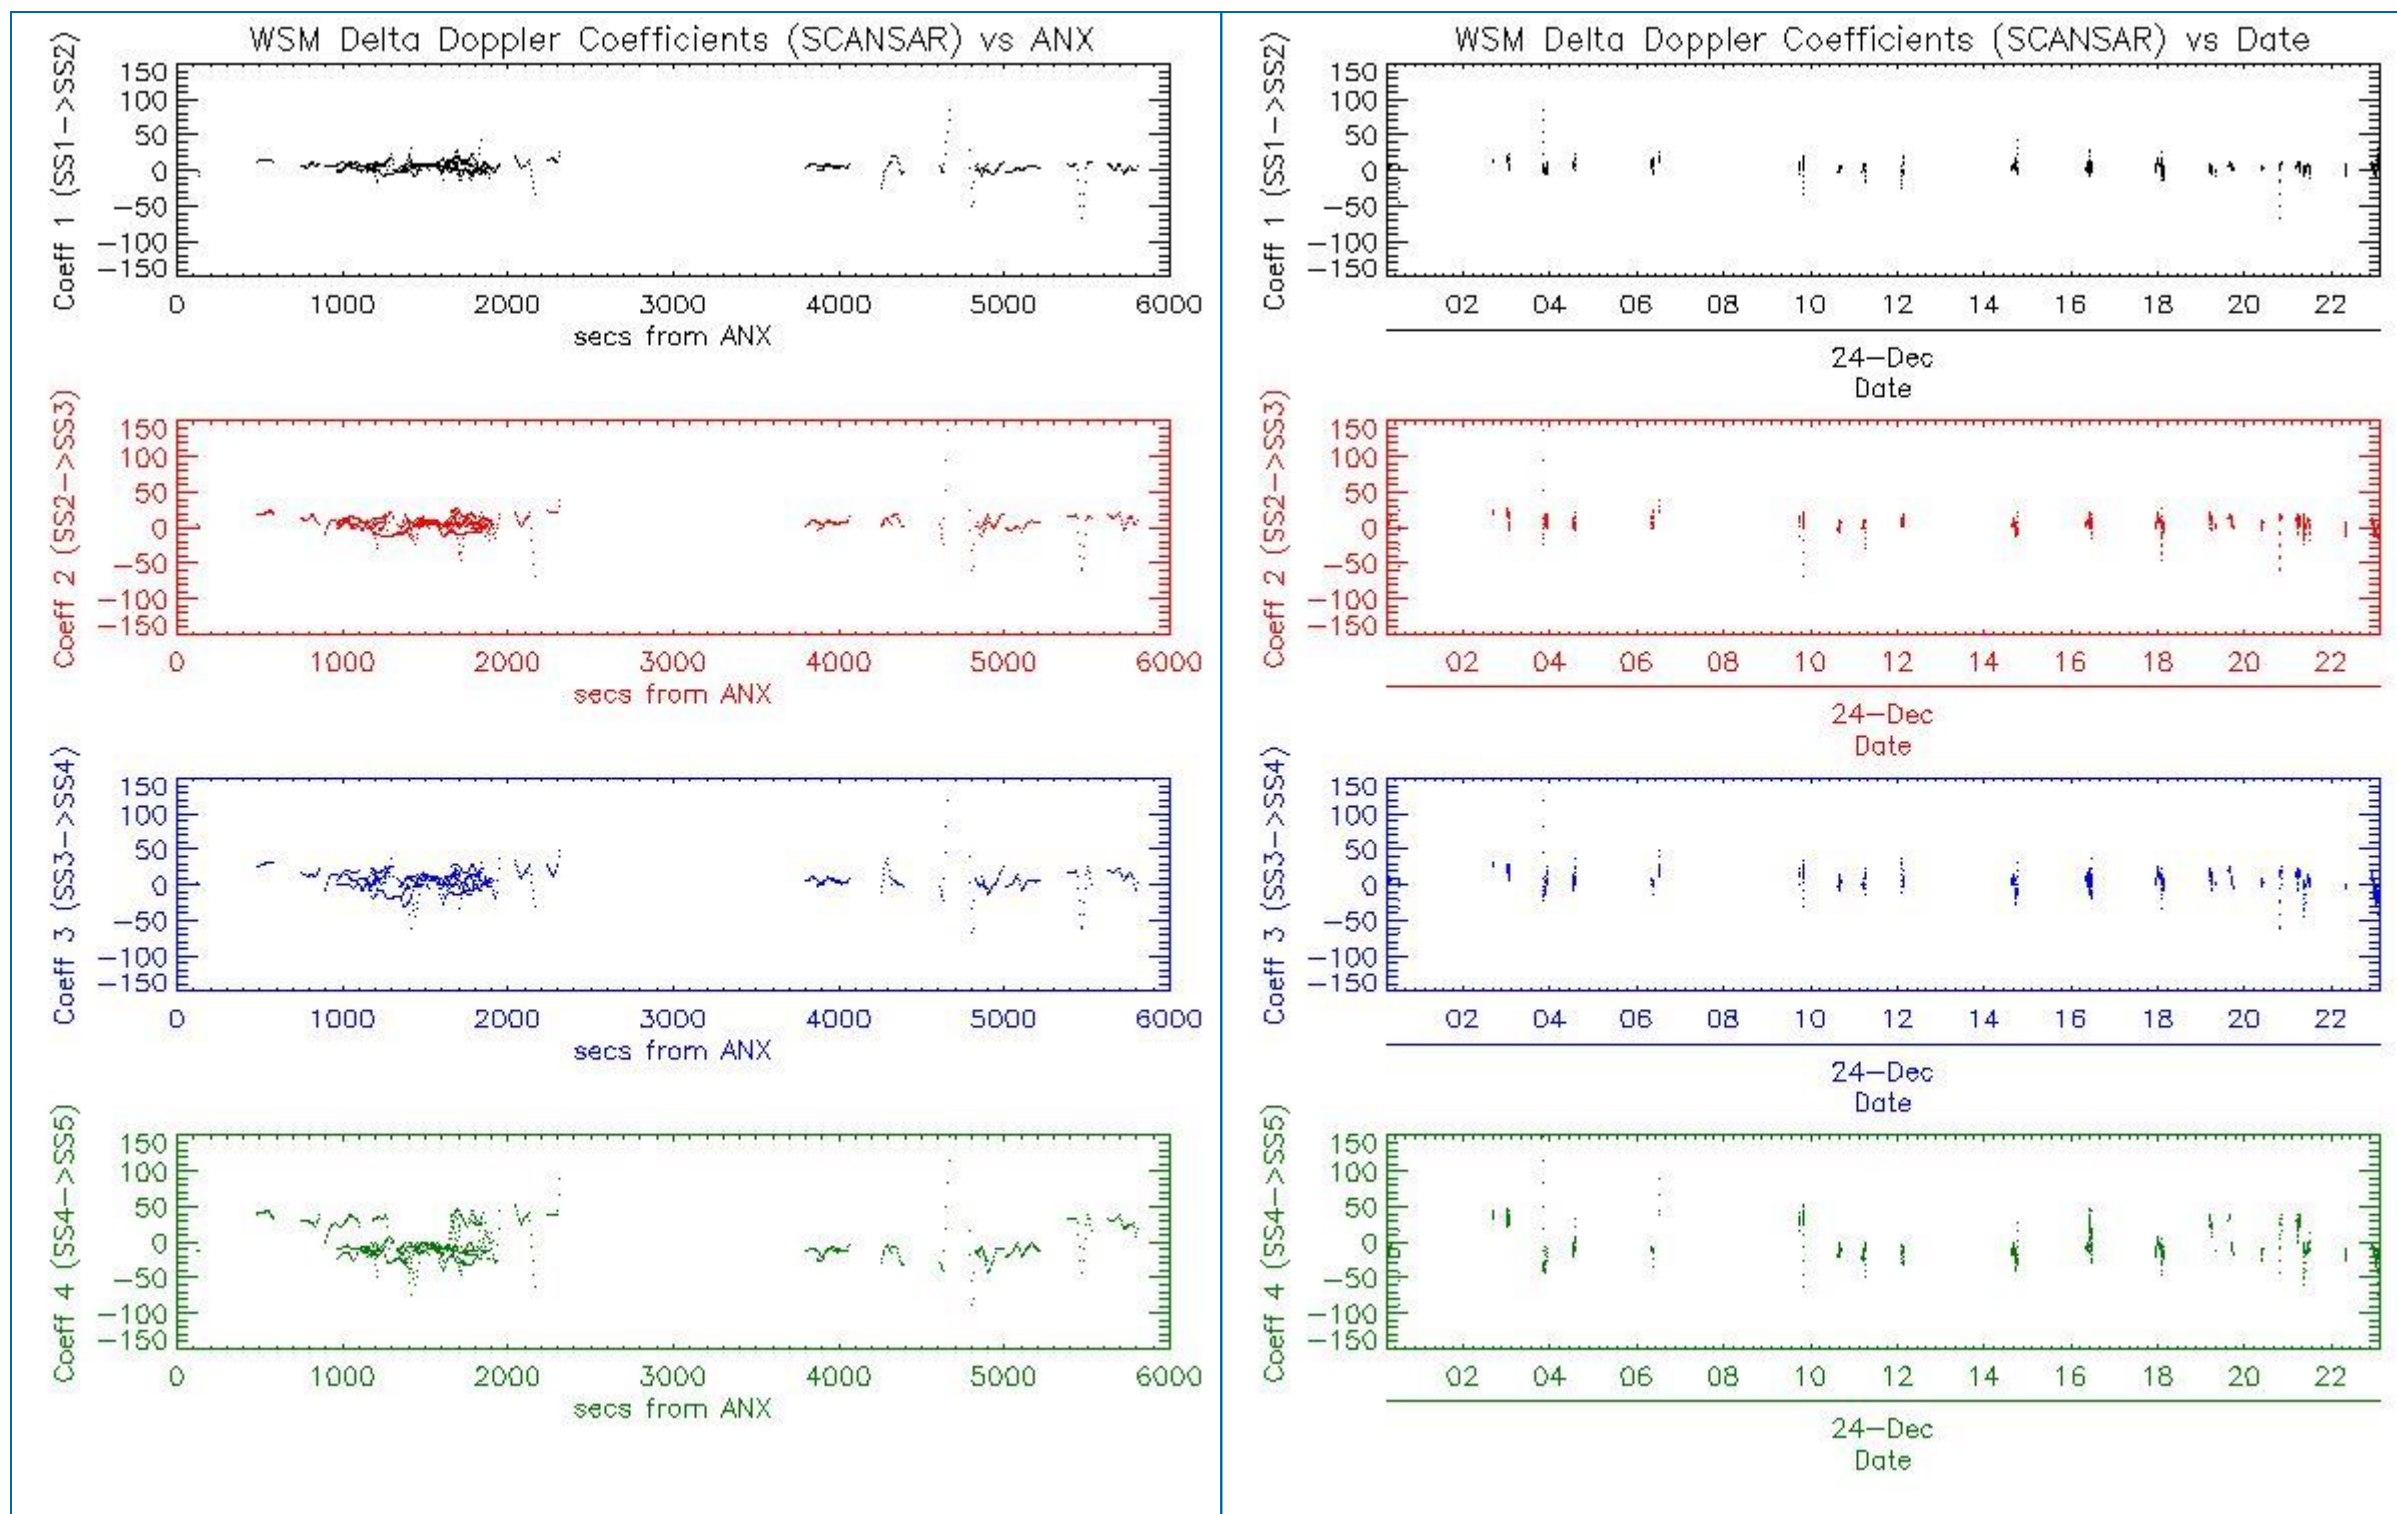 WSM Delta Doppler Coefficients (SCANSAR) vs ANX
Coeff 1 (SS1->SS2)
150
100
50
0
-50
-100
-150
0 1000 2000 3000 4000 5000 6000
secs from ANX
Coeff 2 (SS2->SS3)
150
100
50
0
-50
-100
-150
0 1000 2000 3000 4000 5000 6000
secs from ANX
Coeff 3 (SS3->SS4)
150
100
50
0
-50
-100
-150
0 1000 2000 3000 4000 5000 6000
secs from ANX
Coeff 4 (SS4->SS5)
150
100
50
0
-50
-100
-150
0 1000 2000 3000 4000 5000 6000
secs from ANX
WSM Delta Doppler Coefficients (SCANSAR) vs Date
Coeff 1 (SS1->SS2)
150
100
50
0
-50
-100
-150
02 04 06 08 10 12 14 16 18 20 22
24-Dec
Date
Coeff 2 (SS2->SS3)
150
100
50
0
-50
-100
-150
02 04 06 08 10 12 14 16 18 20 22
24-Dec
Date
Coeff 3 (SS3->SS4)
150
100
50
0
-50
-100
-150
02 04 06 08 10 12 14 16 18 20 22
24-Dec
Date
Coeff 4 (SS4->SS5)
150
100
50
0
-50
-100
-150
02 04 06 08 10 12 14 16 18 20 22
24-Dec
Date